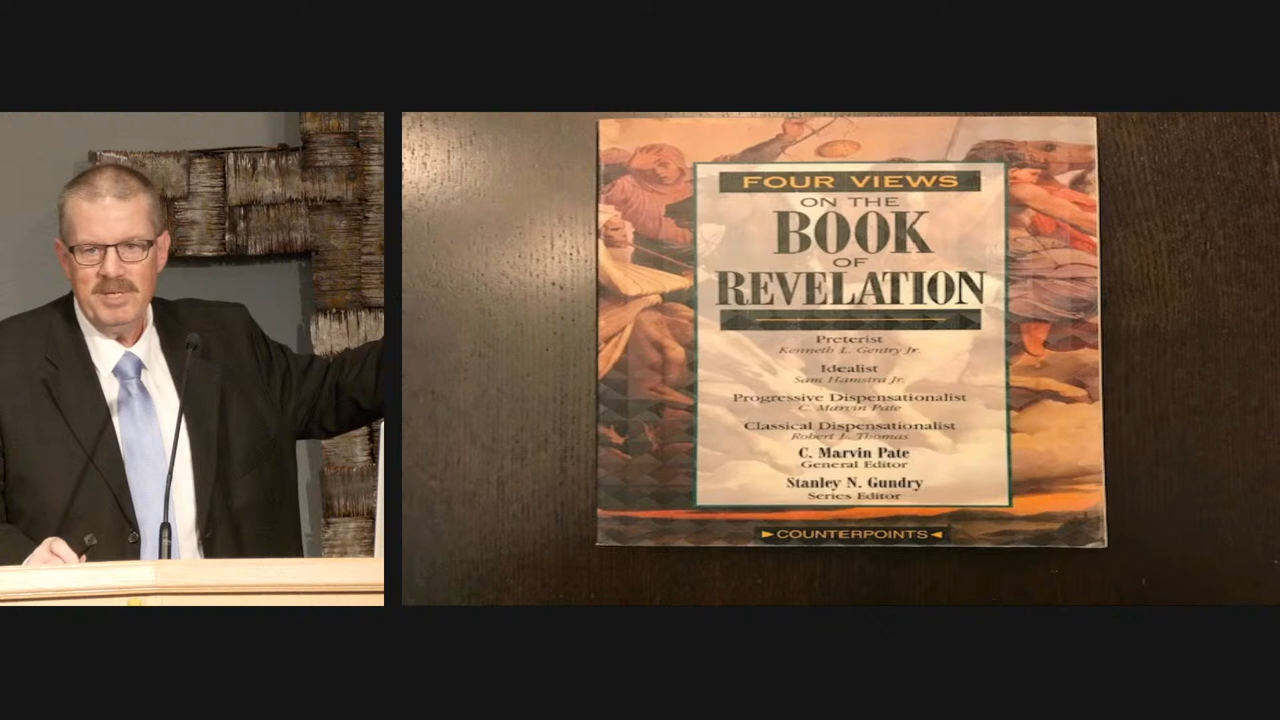 FOUR VIEWS
ON THE
BOOK
OF
REVELATION
Preterist
Kenneth L. Gentry Jr.
Idealist
Sam Hamstra Jr.
Progressive Dispensationalist
C. Marvin Pate
Classical Dispensationalist
Robert L. Thomas
C. Marvin Pate
General Editor
Stanley N. Gundry
Series Editor
COUNTERPOINTS